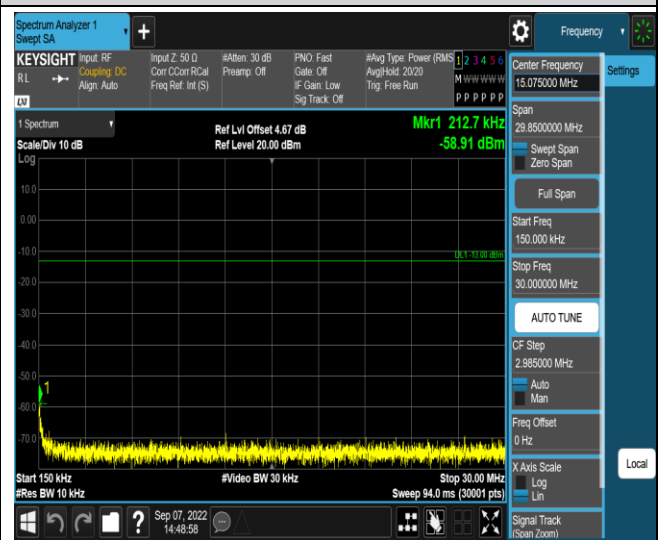 Spectrum Analyzer 1
Swept SA
Frequency
KEYSIGHT
RL
Input: RF
Coupling: DC
Align: Auto
Input Z: 50 Ω
Corr CCorr RCal
Freq Ref: Int (S)
#Atten: 30 dB
Preamp: Off
PNO: Fast
Gate: Off
IF Gain: Low
Sig Track: Off
#Avg Type: Power (RMS
Avg|Hold: 20/20
Trig: Free Run
1 2 3 4 5 6
M W W W W W
P P P P P P
1 Spectrum
Scale/Div 10 dB
Ref Lvl Offset 4.67 dB
Ref Level 20.00 dBm
Mkr1 212.7 kHz
-58.91 dBm
Log
10.0
0.00
-10.0
DL1 -13.00 dBm
-20.0
-30.0
-40.0
-50.0
1
-60.0
-70.0
Start 150 kHz
#Video BW 30 kHz
Stop 30.00 MHz
#Res BW 10 kHz
Sweep 94.0 ms (30001 pts)
?
Sep 07, 2022
14:48:58
Center Frequency
15.075000 MHz
Settings
Span
29.8500000 MHz
Swept Span
Zero Span
Full Span
Start Freq
150.000 kHz
Stop Freq
30.000000 MHz
AUTO TUNE
CF Step
2.985000 MHz
Auto
Man
Freq Offset
0 Hz
X Axis Scale
Log
Lin
Local
Signal Track
(Span Zoom)